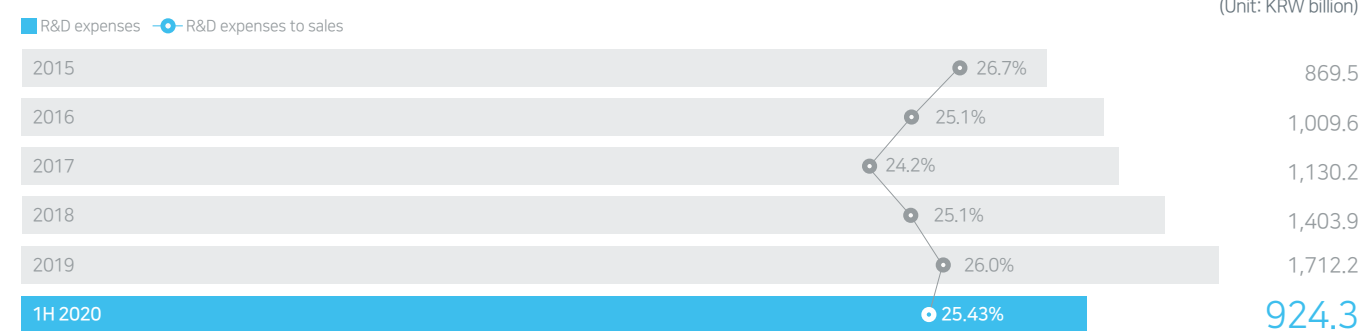 (Unit: KRW billion)
R&D expenses R&D expenses to sales
2015 26.7% 869.5
2016 25.1% 1,009.6
2017 24.2% 1,130.2
2018 25.1% 1,403.9
2019 26.0% 1,712.2
1H 2020 25.43% 924.3